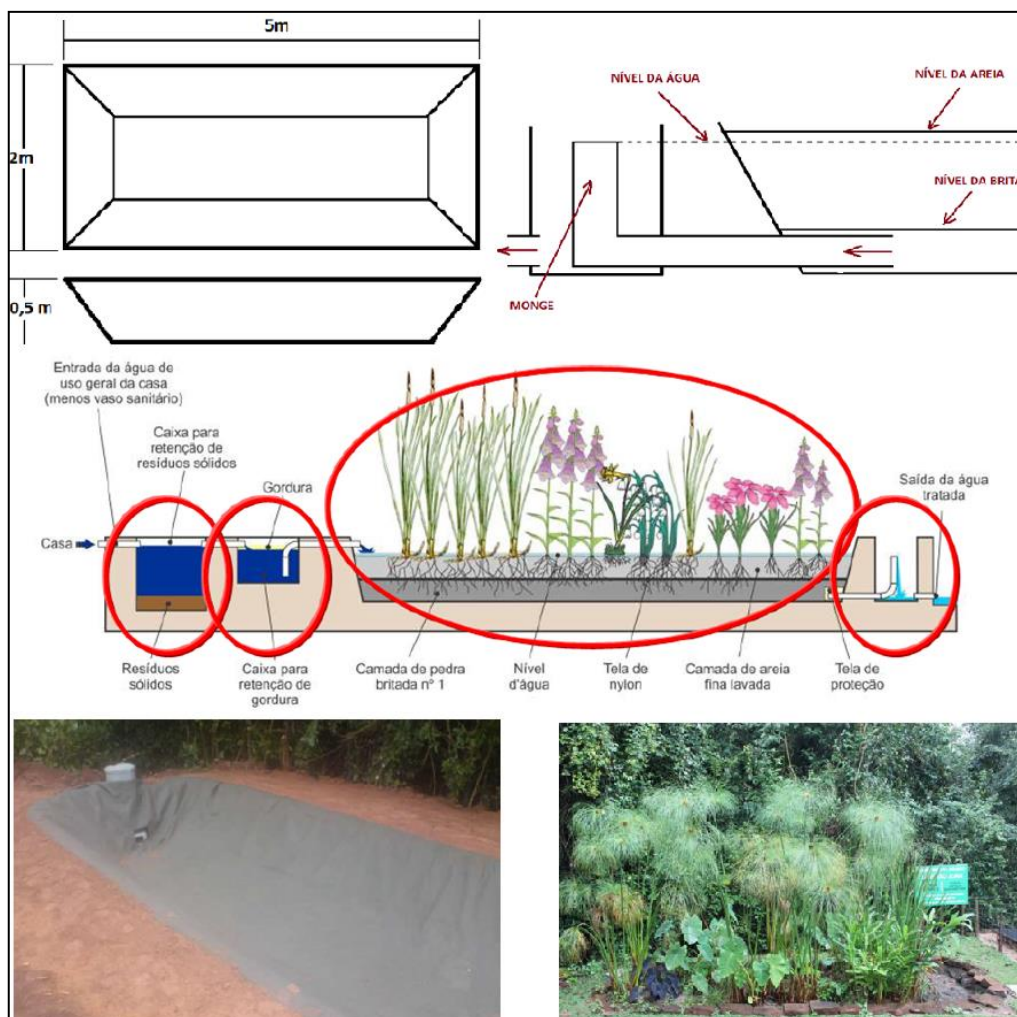 5m
2m
0,5 m
NÍVEL DA ÁGUA
NÍVEL DA AREIA
NÍVEL DA BRITA
MONGE
Entrada da água de
uso geral da casa
(menos vaso sanitário)
Caixa para
retenção de
resíduos sólidos
Gordura
Saída da água
tratada
Casa
Resíduos
sólidos
Caixa para
retenção de
gordura
Camada de pedra
britada nº 1
Nível
d'água
Tela de
nylon
Camada de areia
fina lavada
Tela de
proteção